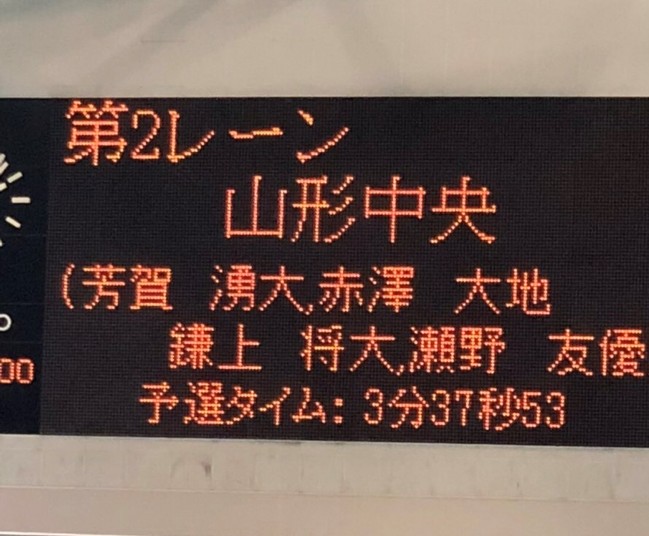 第2レーン
山形中央
(芳賀　湧大,赤澤　大地
鎌上　将大,瀬野　友優
予選タイム: 3分37秒53
00